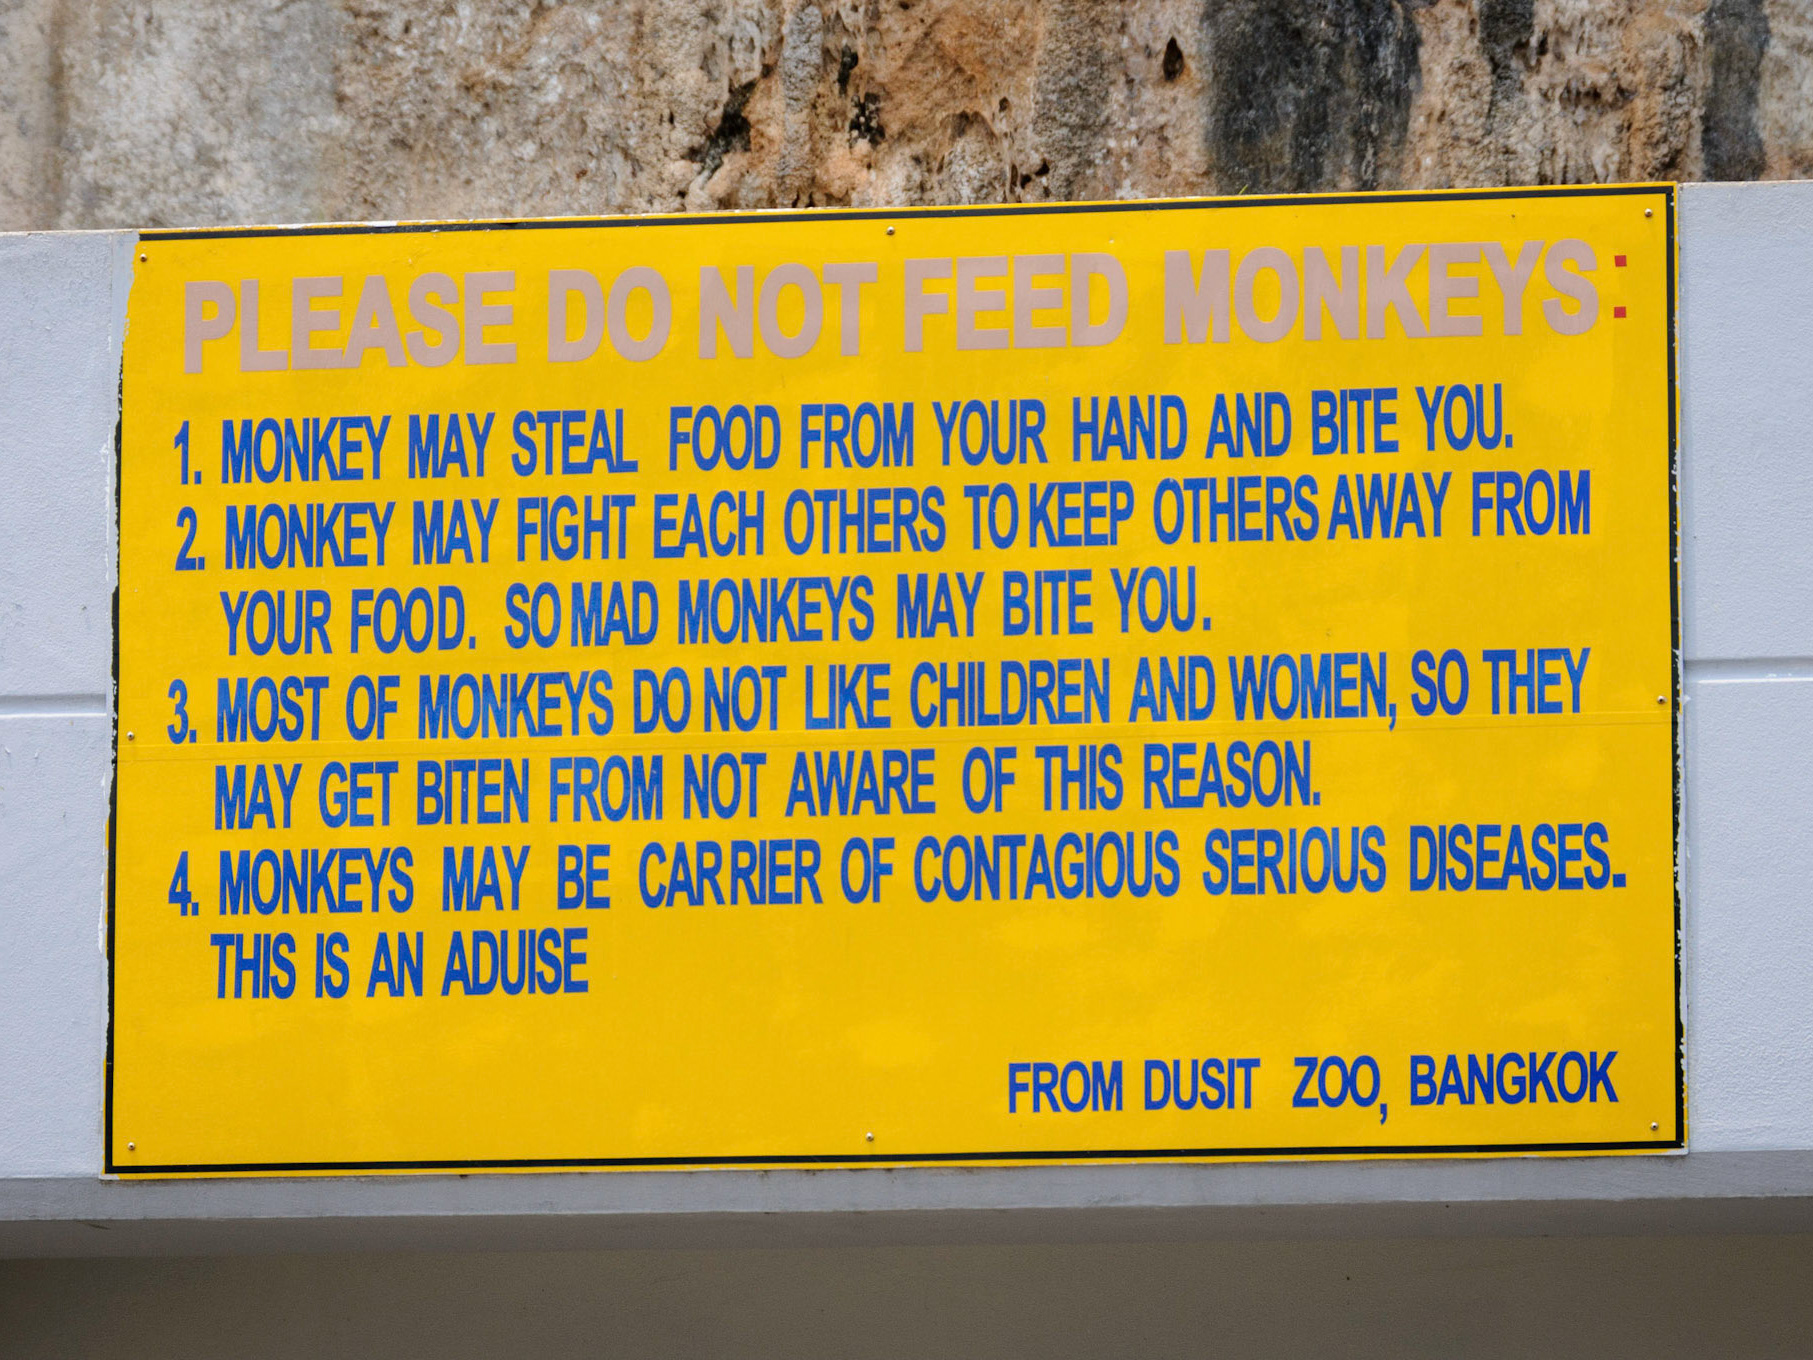 PLEASE DO NOT FEED MONKEYS:
1. MONKEY MAY STEAL FOOD FROM YOUR HAND AND BITE YOU.
2. MONKEY MAY FIGHT EACH OTHERS TO KEEP OTHERS AWAY FROM
YOUR FOOD. SO MAD MONKEYS MAY BITE YOU.
3. MOST OF MONKEYS DO NOT LIKE CHILDREN AND WOMEN, SO THEY
MAY GET BITEN FROM NOT AWARE OF THIS REASON.
4. MONKEYS MAY BE CARRIER OF CONTAGIOUS SERIOUS DISEASES.
THIS IS AN ADUISE
FROM DUSIT ZOO, BANGKOK